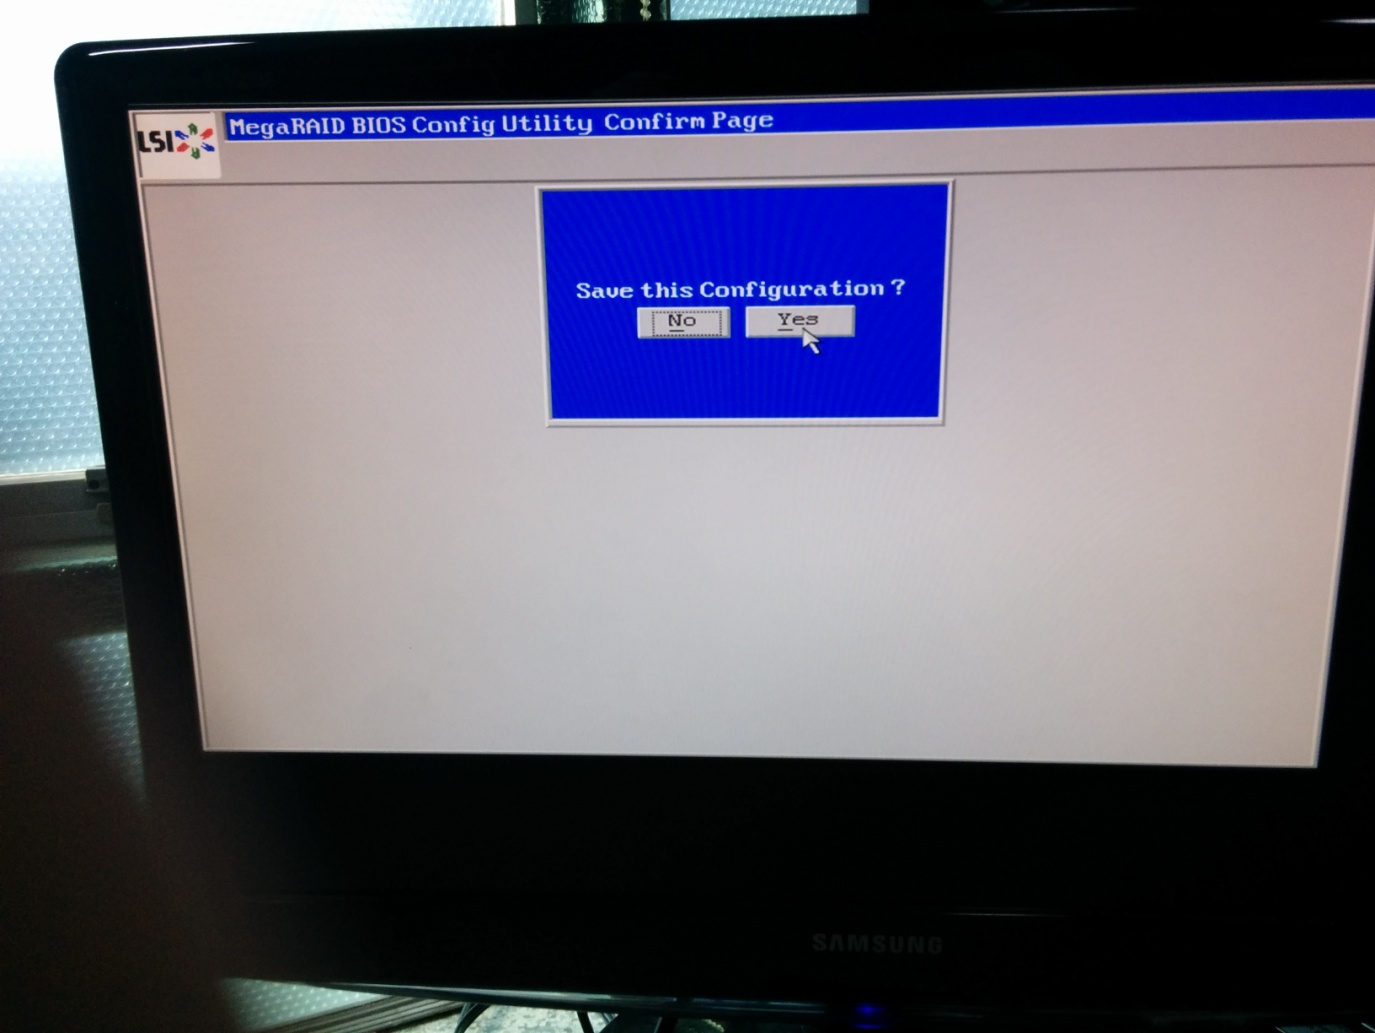 LSI
MegaRAID BIOS Config Utility Confirm Page
Save this Configuration ?
No Yes
SAMSUNG